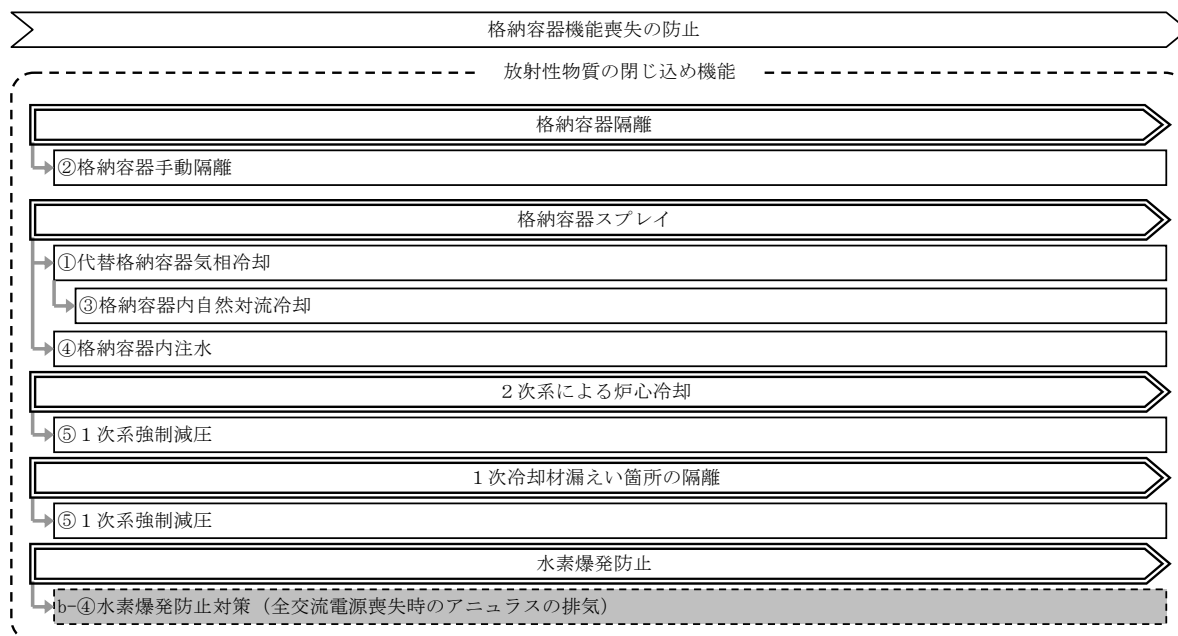 格納容器機能喪失の防止
放射性物質の閉じ込め機能
格納容器隔離
②格納容器手動隔離
格納容器スプレイ
①代替格納容器気相冷却
③格納容器内自然対流冷却
④格納容器内注水
２次系による炉心冷却
⑤１次系強制減圧
１次冷却材漏えい箇所の隔離
⑤１次系強制減圧
水素爆発防止
b-④水素爆発防止対策（全交流電源喪失時のアニュラスの排気）